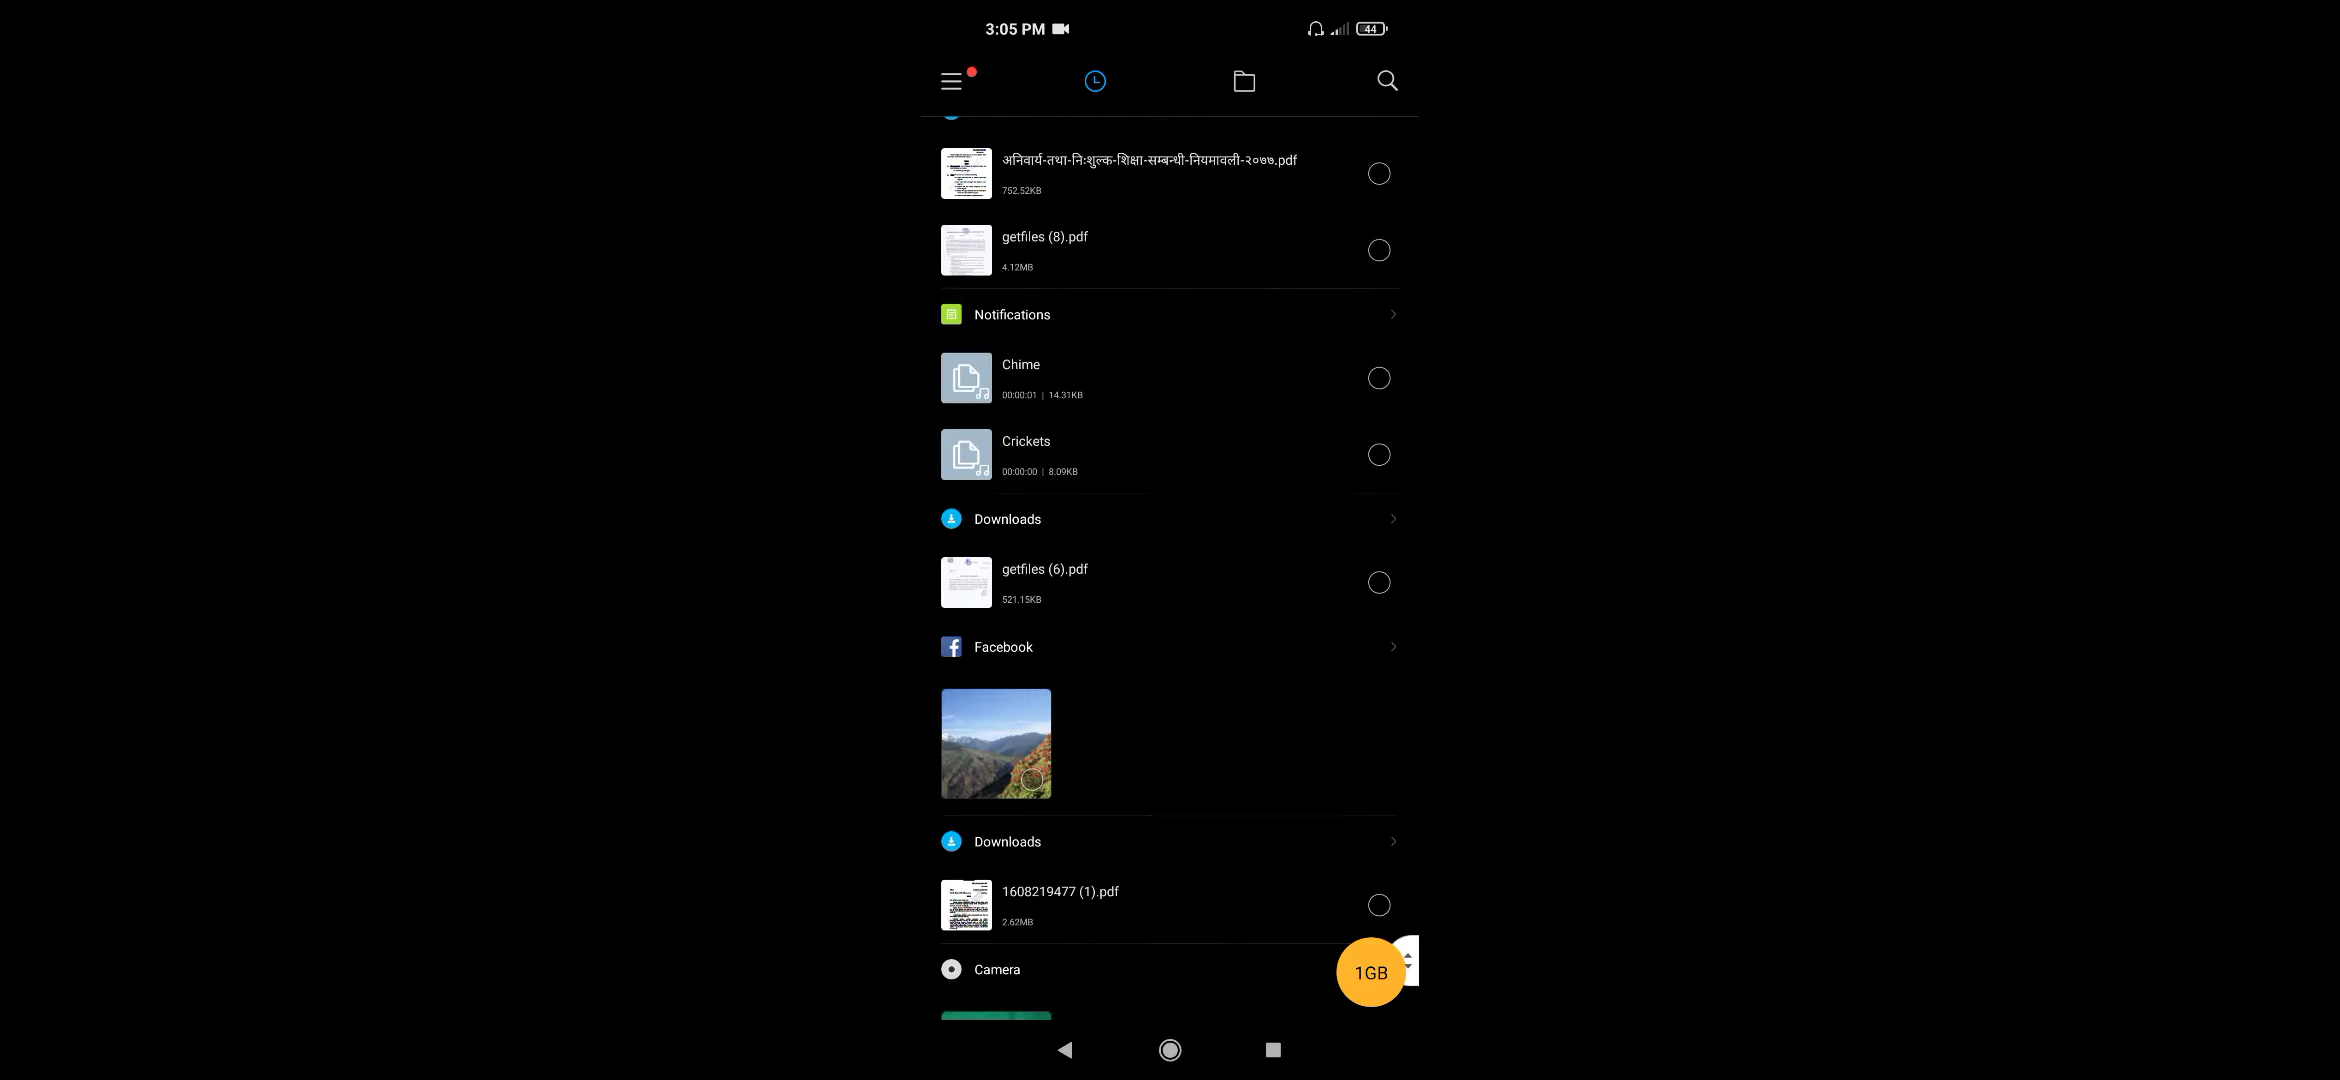 3:05 PM
44
अनिवार्य-तथा-निःशुल्क-शिक्षा-सम्बन्धी-नियमावली-२०७७.pdf
752.52KB
getfiles (8).pdf
4.12MB
Notifications
Chime
00:00:01 | 14.31KB
Crickets
00:00:00 | 8.09KB
Downloads
getfiles (6).pdf
521.15KB
Facebook
Downloads
1608219477 (1).pdf
2.62MB
Camera
1GB